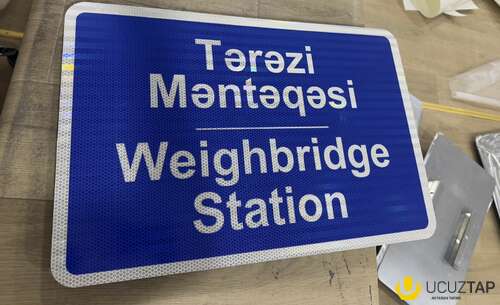 Tərəzi
Məntəqəsi
Weighbridge
Station
UCUZTAP